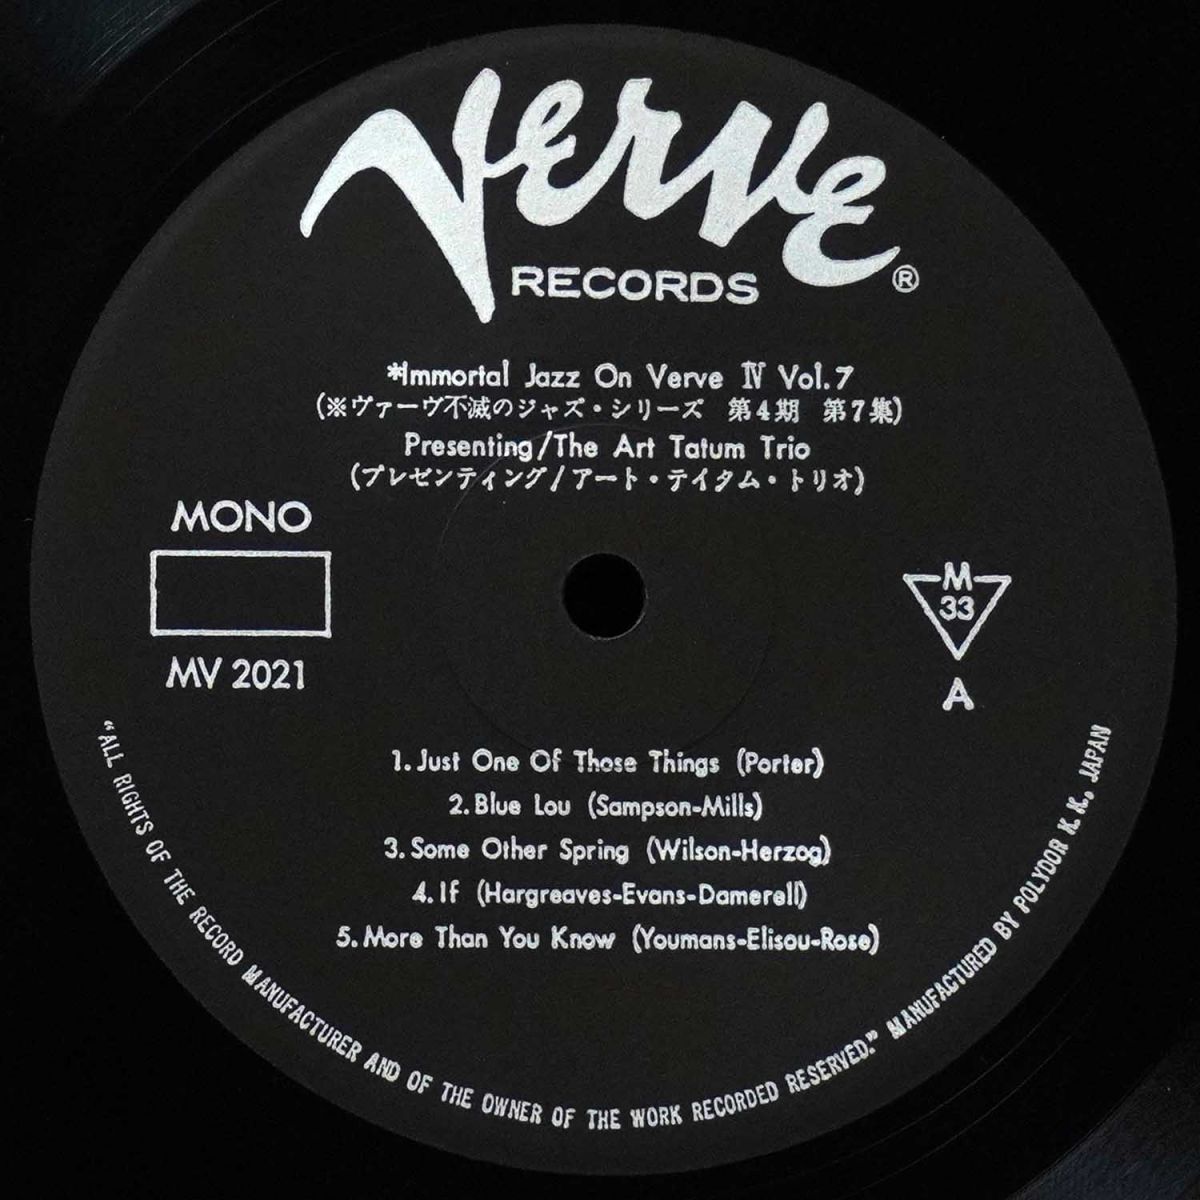 Verve
RECORDS ®
*Immortal Jazz On Verve Ⅳ Vol.7
(※ヴァーヴ不滅のジャズ・シリーズ 第4期 第7集)
Presenting/The Art Tatum Trio
(プレゼンティング/アート・テイタム・トリオ)
MONO
MV 2021
M
33
A
1. Just One Of Those Things (Porter)
2. Blue Lou (Sampson-Mills)
3. Some Other Spring (Wilson-Herzog)
4. If (Hargreaves-Evans-Damerell)
5. More Than You Know (Youmans-Elisou-Rose)
"ALL RIGHTS OF THE RECORD MANUFACTURER AND OF THE OWNER OF THE WORK RECORDED RESERVED." MANUFACTURED BY POLYDOR K.K. JAPAN